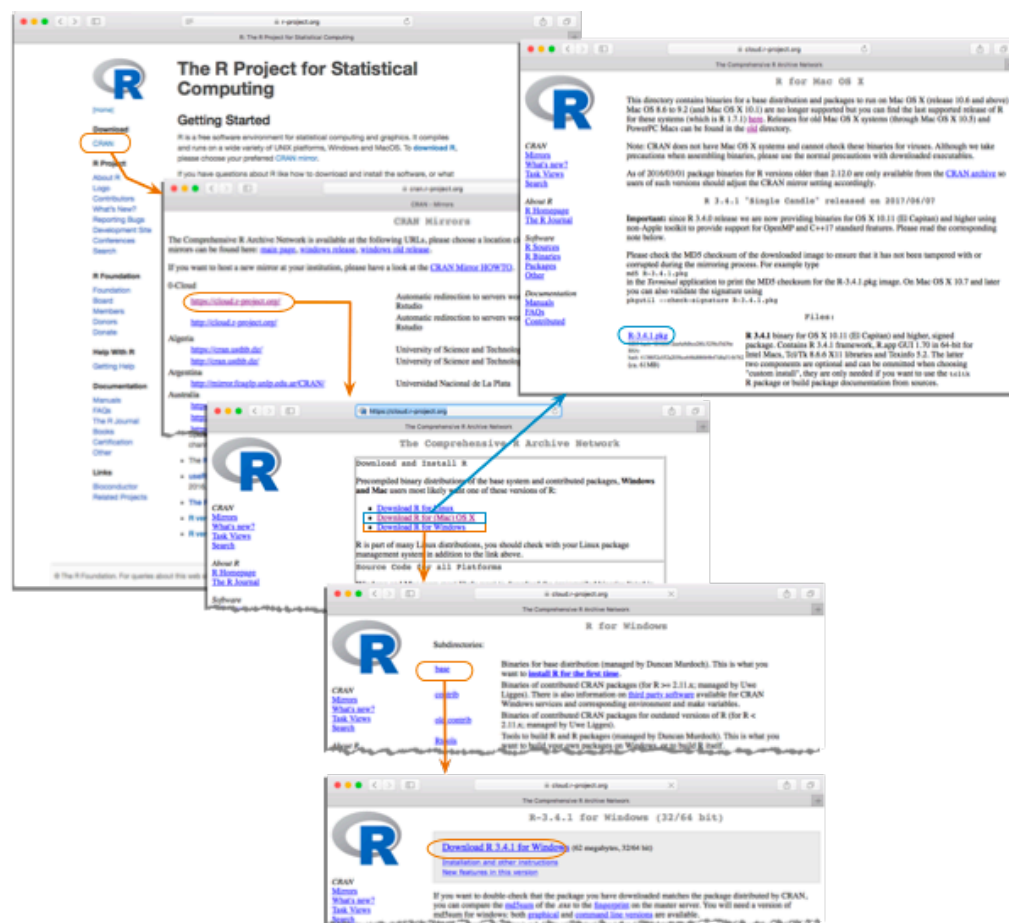 r-project.org
R: The R Project for Statistical Computing
R
[Home]
Download
CRAN
R Project
About R
Logo
Contributors
What's New?
Reporting Bugs
Development Site
Conferences
Search
R Foundation
Foundation
Board
Members
Donors
Donate
Help With R
Getting Help
Documentation
Manuals
FAQs
The R Journal
Books
Certification
Other
Links
Bioconductor
Related Projects
The R Project for Statistical
Computing
Getting Started
R is a free software environment for statistical computing and graphics. It compiles
and runs on a wide variety of UNIX platforms, Windows and MacOS. To download R,
please choose your preferred CRAN mirror.
If you have questions about R like how to download and install the software, or what
© The R Foundation. For queries about this web
cran.r-project.org
CRAN - Mirrors
CRAN Mirrors
The Comprehensive R Archive Network is available at the following URLs, please choose a location
mirrors can be found here: main page, windows release, windows old release.
If you want to host a new mirror at your institution, please have a look at the CRAN Mirror HOWTO.
0-Cloud
https://cloud.r-project.org/ Automatic redirection to servers
Rstudio
http://cloud.r-project.org/ Automatic redirection to servers
Rstudio
Algeria
https://cran.usthb.dz/ University of Science and
http://cran.usthb.dz/ University of Science and
Argentina
http://mirror.fcaglp.unlp.edu.ar/CRAN/ Universidad Nacional de La Plata
Australia
https://cloud.r-project.org
The Comprehensive R Archive Network
R
CRAN
Mirrors
What's new?
Task Views
Search
About R
R Homepage
The R Journal
Software
The Comprehensive R Archive Network
Download and Install R
Precompiled binary distributions of the base system and contributed packages, Windows
and Mac users most likely want one of these versions of R:
Download R for Linux
Download R for (Mac) OS X
Download R for Windows
R is part of many Linux distributions, you should check with your Linux package
management system in addition to the link above.
Source Code for all Platforms
cloud.r-project.org
The Comprehensive R Archive Network
R
CRAN
Mirrors
What's new?
Task Views
Search
About R
R Homepage
The R Journal
Software
R Sources
R Binaries
Packages
Other
Documentation
Manuals
FAQs
Contributed
R for Mac OS X
This directory contains binaries for a base distribution and packages to run on Mac OS X (release 10.6 and above)
Mac OS 8.6 to 9.2 (and Mac OS X 10.1) are no longer supported but you can find the last supported release of R
for these systems (which is R 1.7.1) here. Releases for old Mac OS X systems (through Mac OS X 10.5) and
PowerPC Macs can be found in the old directory.
Note: CRAN does not have Mac OS X systems and cannot check these binaries for viruses. Although we take
precautions when assembling binaries, please use the normal precautions with downloaded executables.
As of 2016/03/01 package binaries for R versions older than 2.12.0 are only available from the CRAN archive so
users of such versions should adjust the CRAN mirror setting accordingly.
R 3.4.1 "Single Candle" released on 2017/06/07
Important: since R 3.4.0 release we are now providing binaries for OS X 10.11 (El Capitan) and higher using
non-Apple toolkit to provide support for OpenMP and C++17 standard features. Please read the corresponding
note below.
Please check the MD5 checksum of the downloaded image to ensure that it has not been tampered with or
corrupted during the mirroring process. For example type
md5 R-3.4.1.pkg
in the Terminal application to print the MD5 checksum for the R-3.4.1.pkg image. On Mac OS X 10.7 and later
you can also validate the signature using
pkgutil --check-signature R-3.4.1.pkg
Files:
R-3.4.1.pkg
(ca. 61MB)
R 3.4.1 binary for OS X 10.11 (El Capitan) and higher, signed
package. Contains R 3.4.1 framework, R.app GUI 1.70 in 64-bit for
Intel Macs, Tcl/Tk 8.6.6 X11 libraries and Texinfo 5.2. The latter
two components are optional and can be ommitted when choosing
"custom install", they are only needed if you want to use the tcltk
R package or build package documentation from sources.
cloud.r-project.org
The Comprehensive R Archive Network
R
CRAN
Mirrors
What's new?
Task Views
Search
About R
R for Windows
Subdirectories:
base Binaries for base distribution (managed by Duncan Murdoch). This is what you
want to install R for the first time.
contrib Binaries of contributed CRAN packages (for R >= 2.11.x; managed by Uwe
Ligges). There is also information on third party software available for CRAN
Windows services and corresponding environment and make variables.
old contrib Binaries of contributed CRAN packages for outdated versions of R (for R <
2.11.x; managed by Uwe Ligges).
Rtools Tools to build R and R packages (managed by Duncan Murdoch). This is what you
want to build your own packages on Windows, or to build R itself.
cloud.r-project.org
The Comprehensive R Archive Network
R
CRAN
Mirrors
What's new?
Task Views
Search
R-3.4.1 for Windows (32/64 bit)
Download R 3.4.1 for Windows (62 megabytes, 32/64 bit)
Installation and other instructions
New features in this version
If you want to double-check that the package you have downloaded matches the package distributed by CRAN,
you can compare the md5sum of the .exe to the fingerprint on the master server. You will need a version of
md5sum for windows: both graphical and command line versions are available.